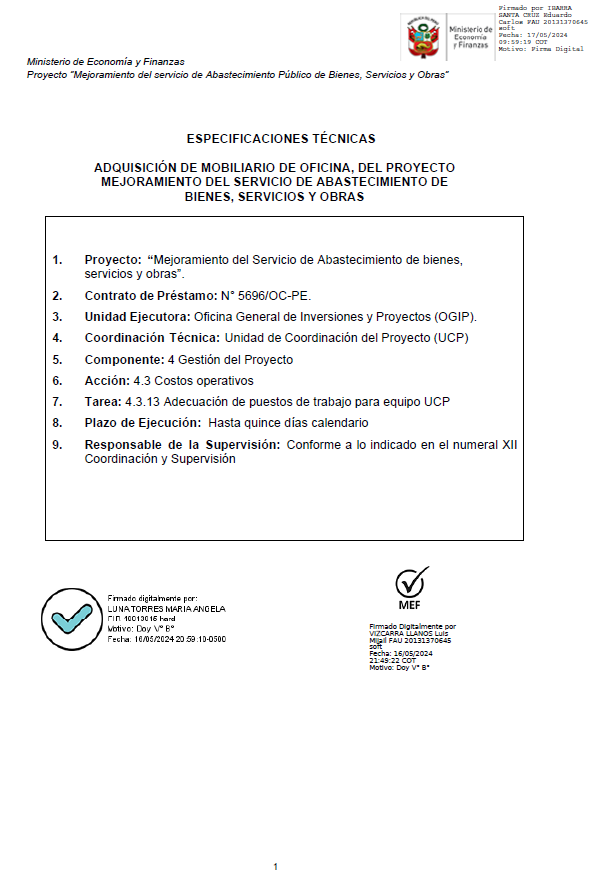 Firmado por IBARRA
SANTA CRUZ Eduardo
Carlos FAU 20131370645
soft
Fecha: 17/05/2024
09:59:19 COT
Motivo: Firma Digital
Ministerio de
Economía
y Finanzas
Ministerio de Economía y Finanzas
Proyecto “Mejoramiento del servicio de Abastecimiento Público de Bienes, Servicios y Obras”
ESPECIFICACIONES TÉCNICAS
ADQUISICIÓN DE MOBILIARIO DE OFICINA, DEL PROYECTO
MEJORAMIENTO DEL SERVICIO DE ABASTECIMIENTO DE
BIENES, SERVICIOS Y OBRAS
1. Proyecto: “Mejoramiento del Servicio de Abastecimiento de bienes,
servicios y obras”.
2. Contrato de Préstamo: N° 5696/OC-PE.
3. Unidad Ejecutora: Oficina General de Inversiones y Proyectos (OGIP).
4. Coordinación Técnica: Unidad de Coordinación del Proyecto (UCP)
5. Componente: 4 Gestión del Proyecto
6. Acción: 4.3 Costos operativos
7. Tarea: 4.3.13 Adecuación de puestos de trabajo para equipo UCP
8. Plazo de Ejecución: Hasta quince días calendario
9. Responsable de la Supervisión: Conforme a lo indicado en el numeral XII
Coordinación y Supervisión
Firmado digitalmente por:
LUNA TORRES MARIA ANGELA
hard
Motivo: Doy V° B°
Fecha: 16/05/2024 20:59:10-0500
MEF
Firmado Digitalmente por
VIZCARRA LLANOS Luis
Mijail FAU 20131370645
soft
Fecha: 16/05/2024
21:49:22 COT
Motivo: Doy V° B°
1